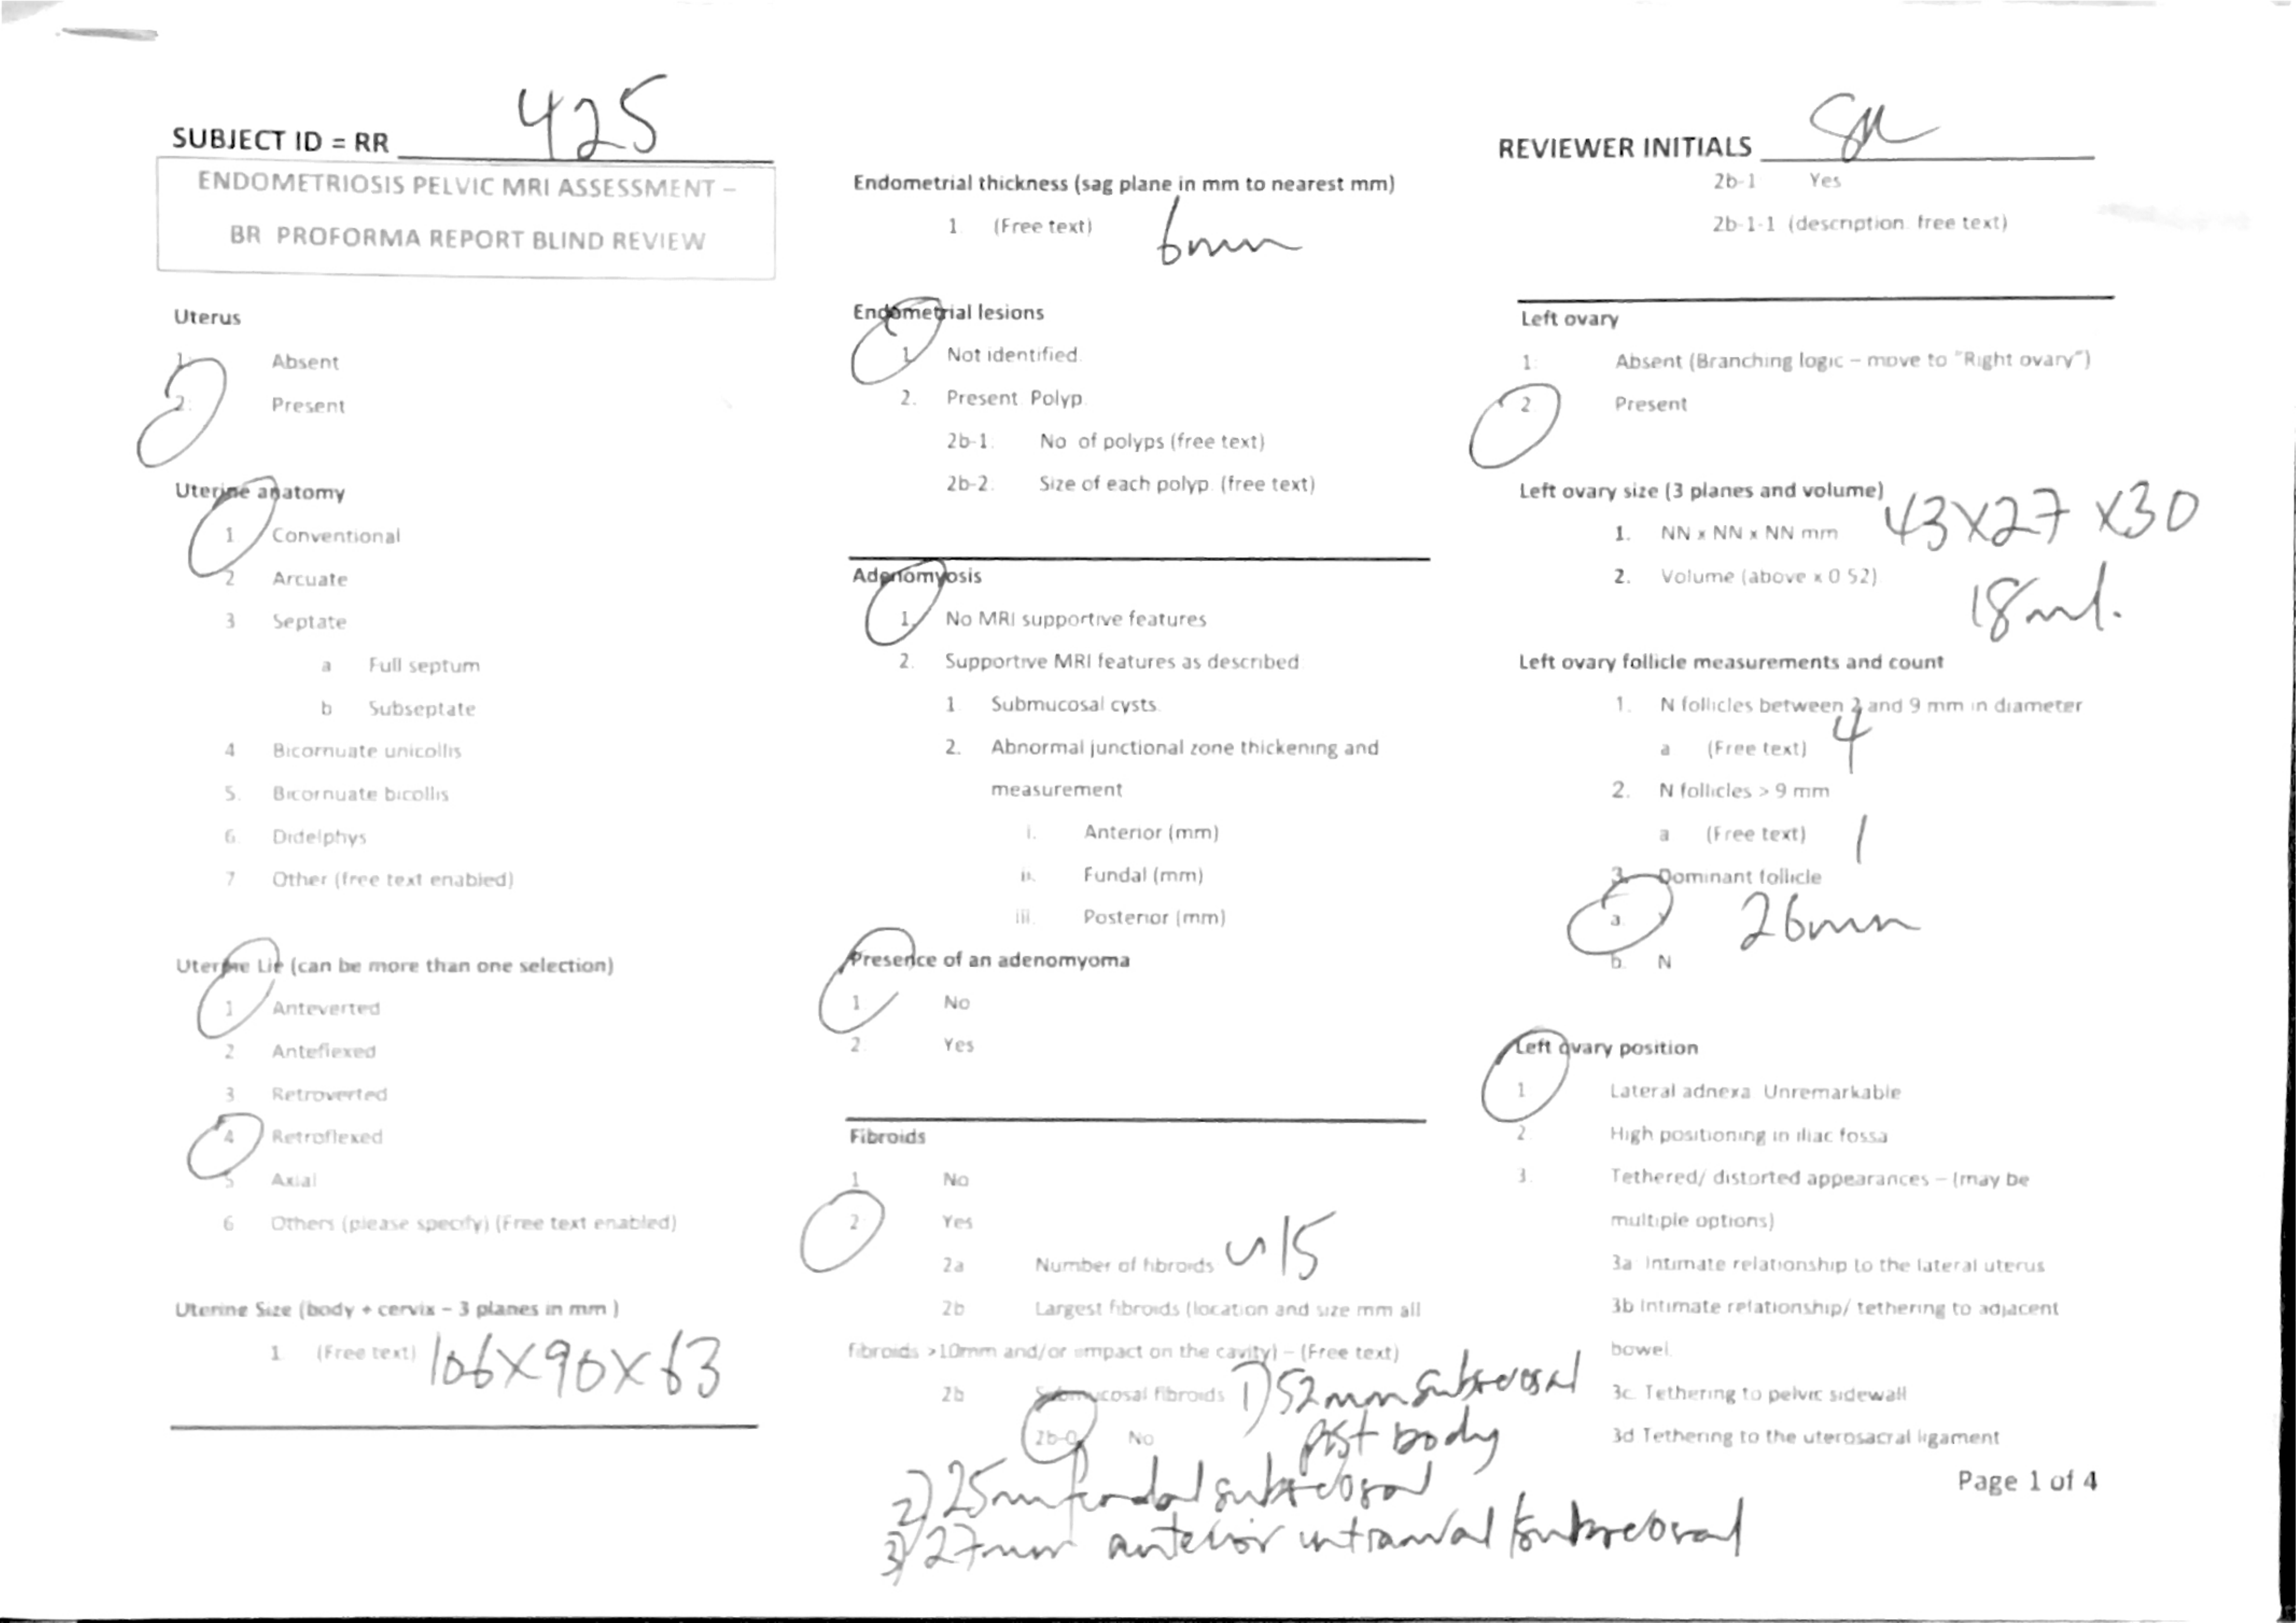 SUBJECT ID = RR 425
ENDOMETRIOSIS PELVIC MRI ASSESSMENT –
BR PROFORMA REPORT BLIND REVIEW
Uterus
1. Absent
2. Present
Uterine anatomy
1 Conventional
2 Arcuate
3 Septate
a Full septum
b Subseptate
4 Bicornuate unicollis
5. Bicornuate bicollis
6. Didelphys
7 Other (free text enabled)
Uterine Lie (can be more than one selection)
1 Anteverted
2 Anteflexed
3 Retroverted
4 Retroflexed
5 Axial
6 Others (please specify) (Free text enabled)
Uterine Size (body + cervix – 3 planes in mm )
1 (Free text) 106X90X63
Endometrial thickness (sag plane in mm to nearest mm)
1 (Free text) 6mm
Endometrial lesions
1 Not identified.
2. Present Polyp.
2b-1. No of polyps (free text)
2b-2. Size of each polyp. (free text)
Adenomyosis
1. No MRI supportive features
2. Supportive MRI features as described
1 Submucosal cysts.
2. Abnormal junctional zone thickening and
measurement
i. Anterior (mm)
ii. Fundal (mm)
iii. Posterior (mm)
Presence of an adenomyoma
1 No
2. Yes
Fibroids
1 No
2 Yes
2a Number of fibroids ~15
2b Largest fibroids (location and size mm all
fibroids >10mm and/or impact on the cavity) – (Free text)
2b Submucosal fibroids 1) 52mm subserosal
2b-0 No post body
2) 25mm fundal subserosal
3) 27mm anterior intramural/subserosal
REVIEWER INITIALS
2b-1 Yes
2b-1-1 (description. free text)
Left ovary
1. Absent (Branching logic – move to "Right ovary")
2. Present
Left ovary size (3 planes and volume)
1. NN x NN x NN mm 43X27X30
2. Volume (above x 0.52) 18ml.
Left ovary follicle measurements and count
1. N follicles between 2 and 9 mm in diameter
a (Free text) 4
2. N follicles > 9 mm
a (Free text) 1
3. Dominant follicle
a. Y 26mm
b. N
Left ovary position
1 Lateral adnexa Unremarkable
2. High positioning in iliac fossa
3. Tethered/ distorted appearances – (may be
multiple options)
3a Intimate relationship to the lateral uterus
3b Intimate relationship/ tethering to adjacent
bowel.
3c. Tethering to pelvic sidewall
3d Tethering to the uterosacral ligament
Page 1 of 4